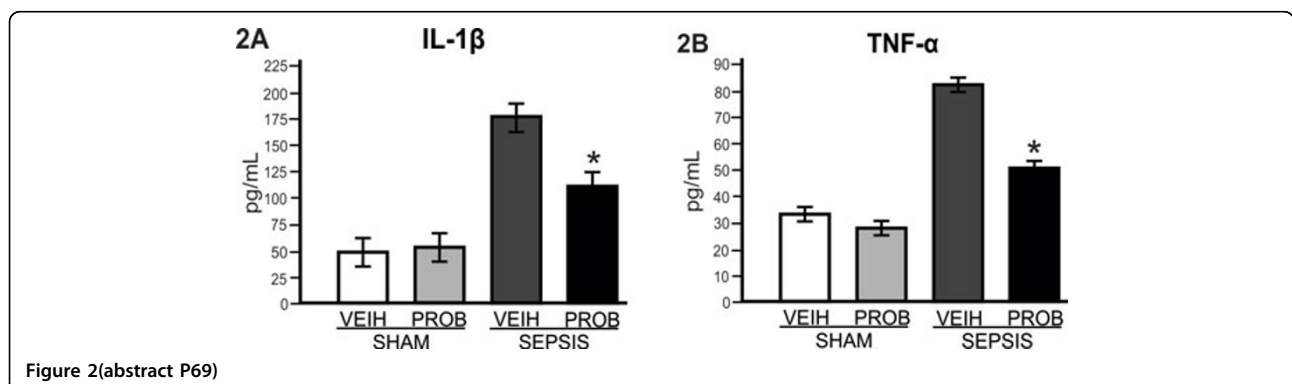 2A IL-1β
pg/mL
225
200
175
150
125
100
75
50
25
0
*
VEIH PROB VEIH PROB
SHAM SEPSIS
2B TNF-α
pg/mL
90
80
70
60
50
40
30
20
10
0
*
VEIH PROB VEIH PROB
SHAM SEPSIS
Figure 2(abstract P69)